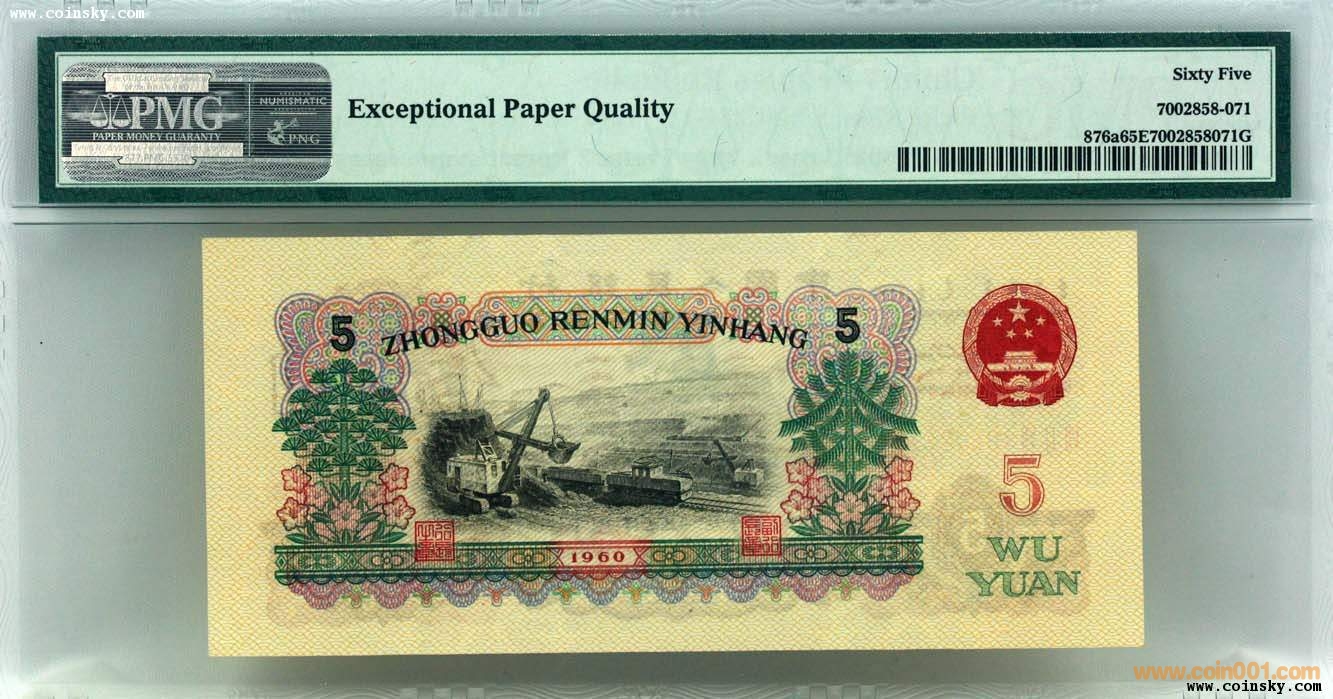 www.coinsky.com
PMG
PAPER MONEY GUARANTY
NUMISMATIC
PNG
Exceptional Paper Quality
Sixty Five
7002858-071
876a65E7002858071G
5
ZHONGGUO RENMIN YINHANG
5
1960
5
WU
YUAN
www.coin001.com
www.coinsky.com